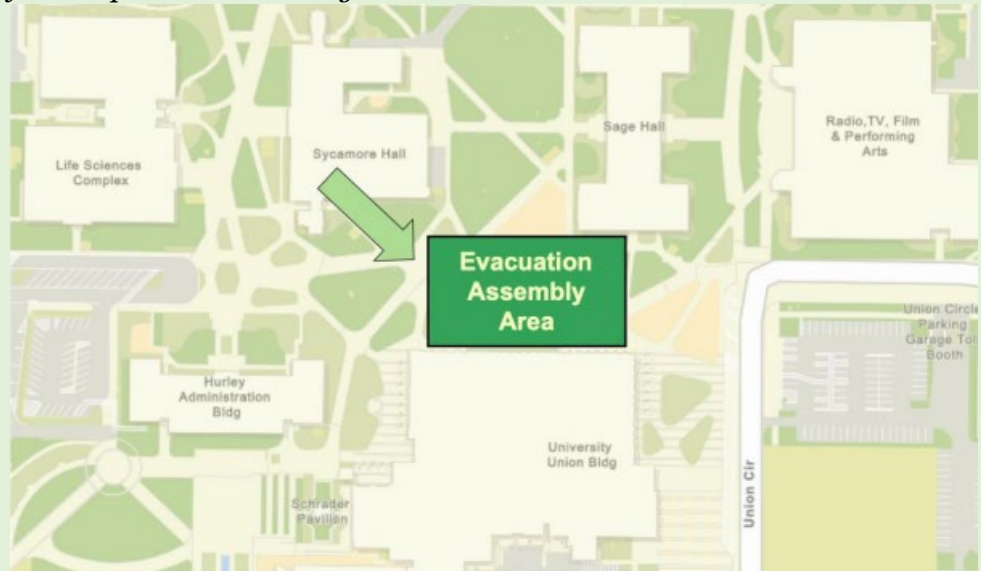 Life Sciences
Complex
Sycamore Hall
Sage Hall
Radio,TV, Film
& Performing
Arts
Evacuation
Assembly
Area
Union Circle
Parking
Garage Toll
Booth
Hurley
Administration
Bldg
University
Union Bldg
Schrader
Pavilion
Union Cir